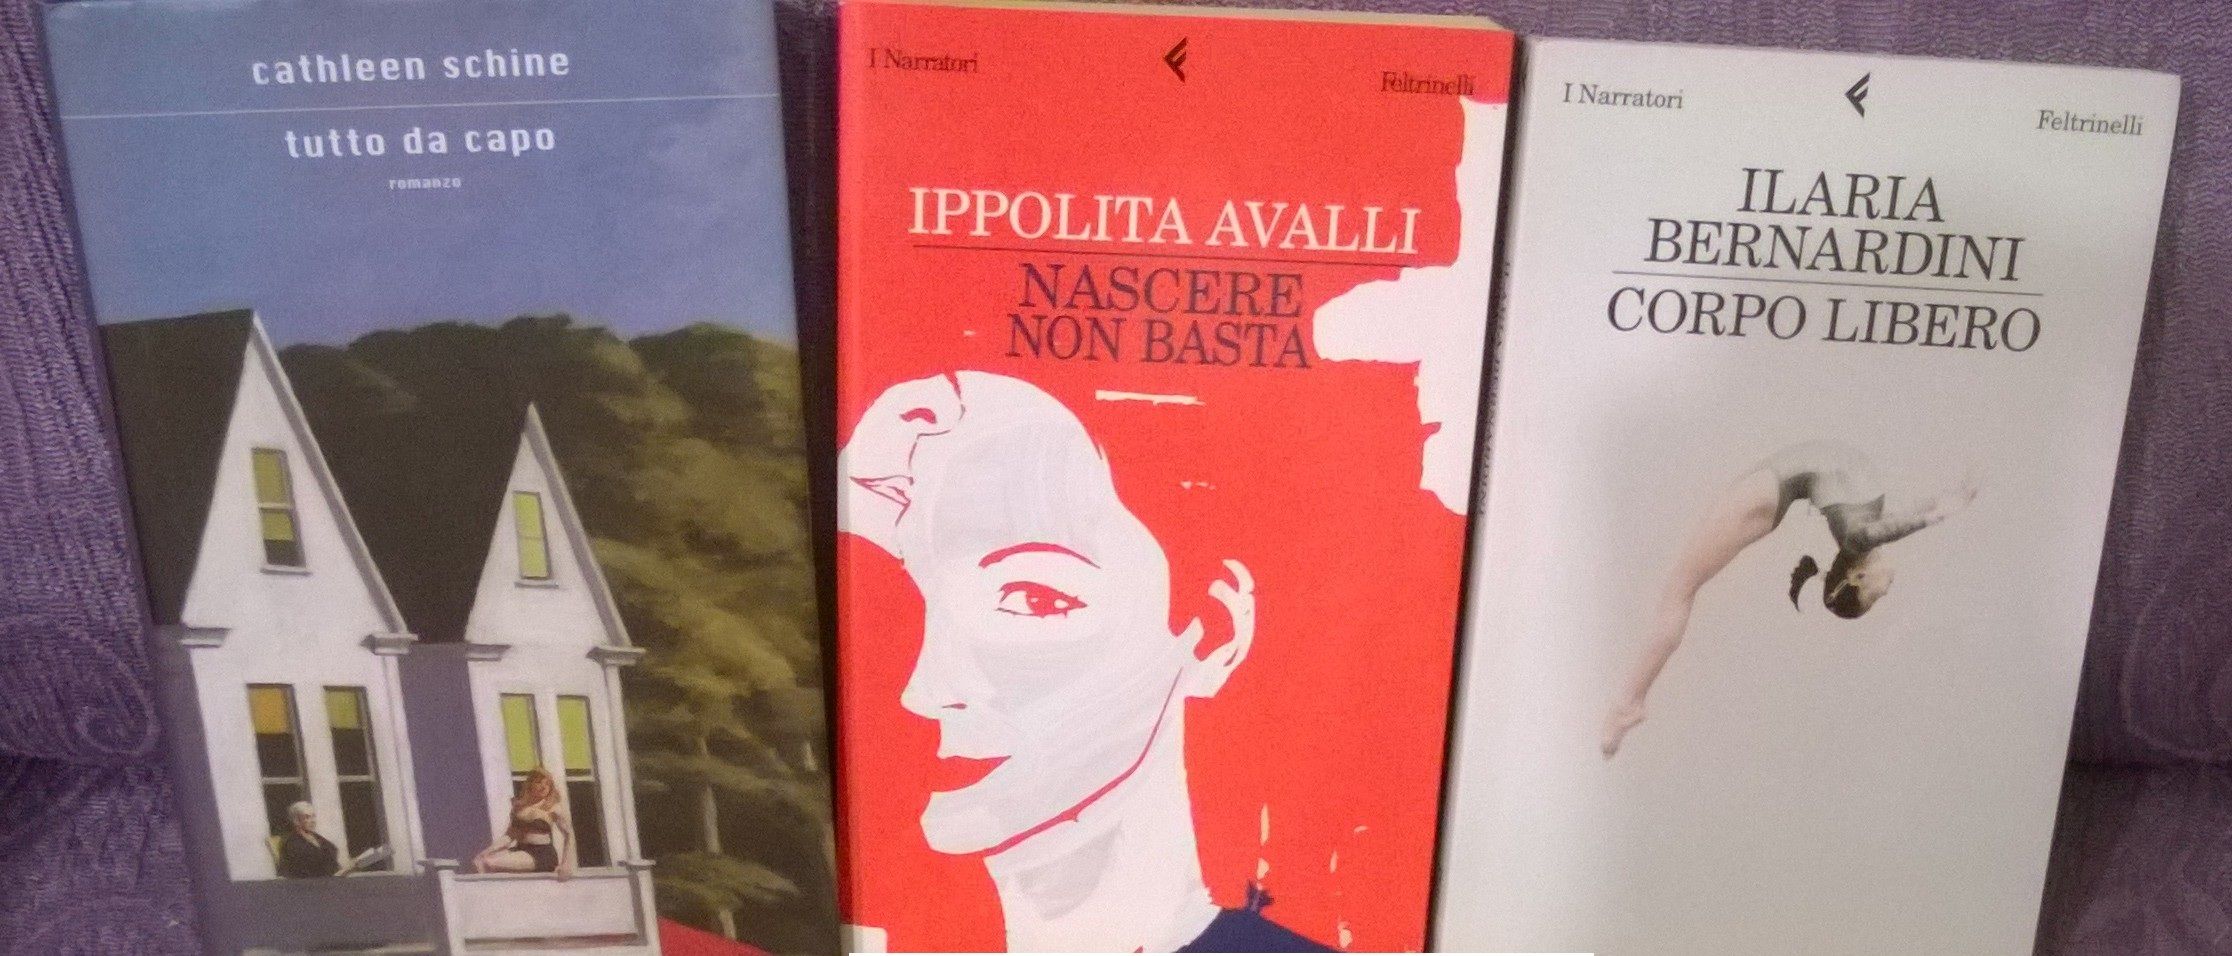 cathleen schine
tutto da capo
romanzo
I Narratori
Feltrinelli
IPPOLITA AVALLI
NASCERE
NON BASTA
I Narratori
Feltrinelli
ILARIA
BERNARDINI
CORPO LIBERO